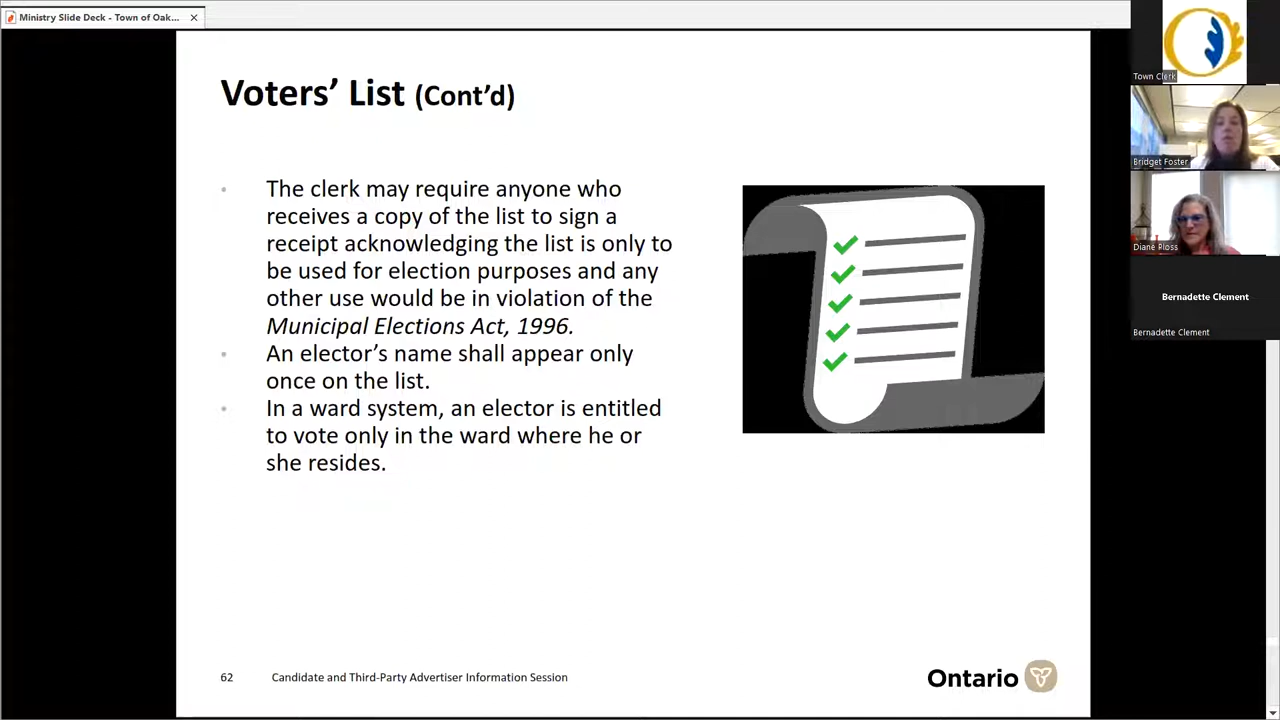 Ministry Slide Deck - Town of Oak...
Voters’ List (Cont’d)
• The clerk may require anyone who
receives a copy of the list to sign a
receipt acknowledging the list is only to
be used for election purposes and any
other use would be in violation of the
Municipal Elections Act, 1996.
• An elector’s name shall appear only
once on the list.
• In a ward system, an elector is entitled
to vote only in the ward where he or
she resides.
62 Candidate and Third-Party Advertiser Information Session
Ontario
Town Clerk
Bridget Foster
Diane Ploss
Bernadette Clement
Bernadette Clement